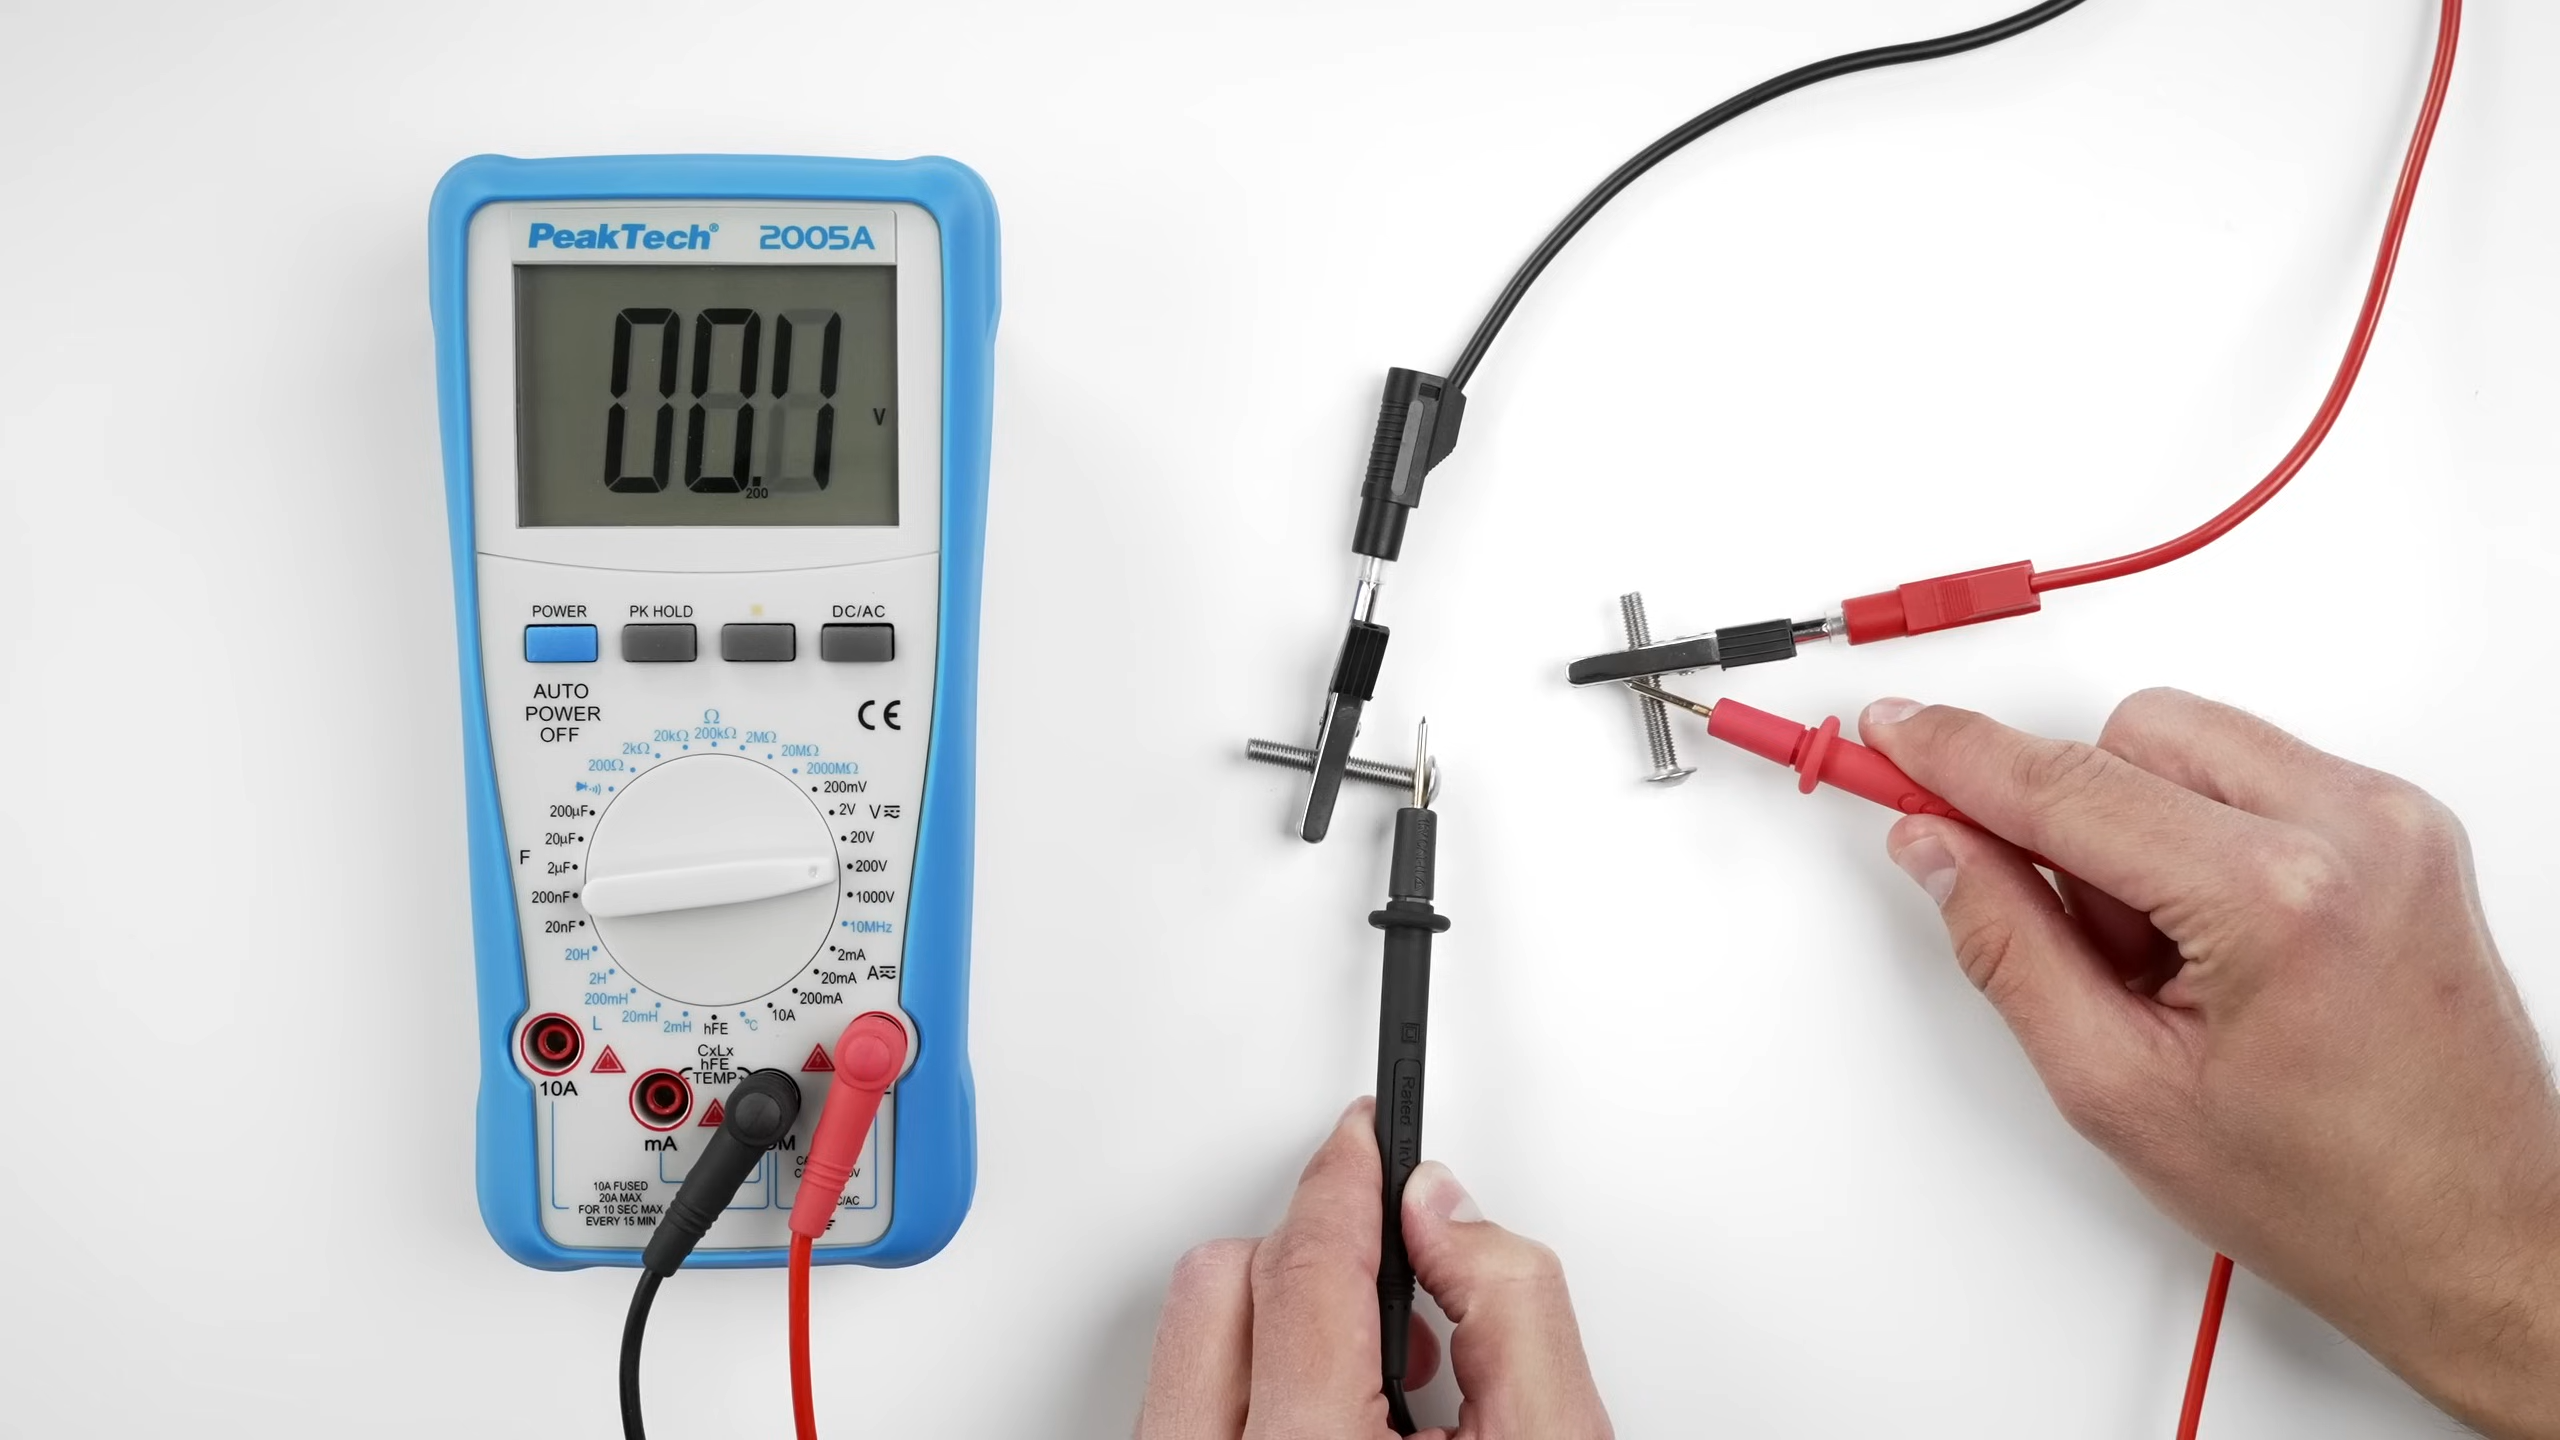 PeakTech® 2005A
00.1
V
200
POWER PK HOLD DC/AC
AUTO
POWER
OFF
CE
Ω
200Ω 2kΩ 20kΩ 200kΩ 2MΩ 20MΩ 2000MΩ
200mV
2V V
20V
200V
1000V
10MHz
2mA
20mA A
200mA
10A
°C
hFE
200µF
20µF
F
2µF
200nF
20nF
20H
2H
200mH
20mH
2mH
L
CxLx
hFE
TEMP
10A
mA
10A FUSED
20A MAX
FOR 10 SEC MAX
EVERY 15 MIN
Rated 1kV